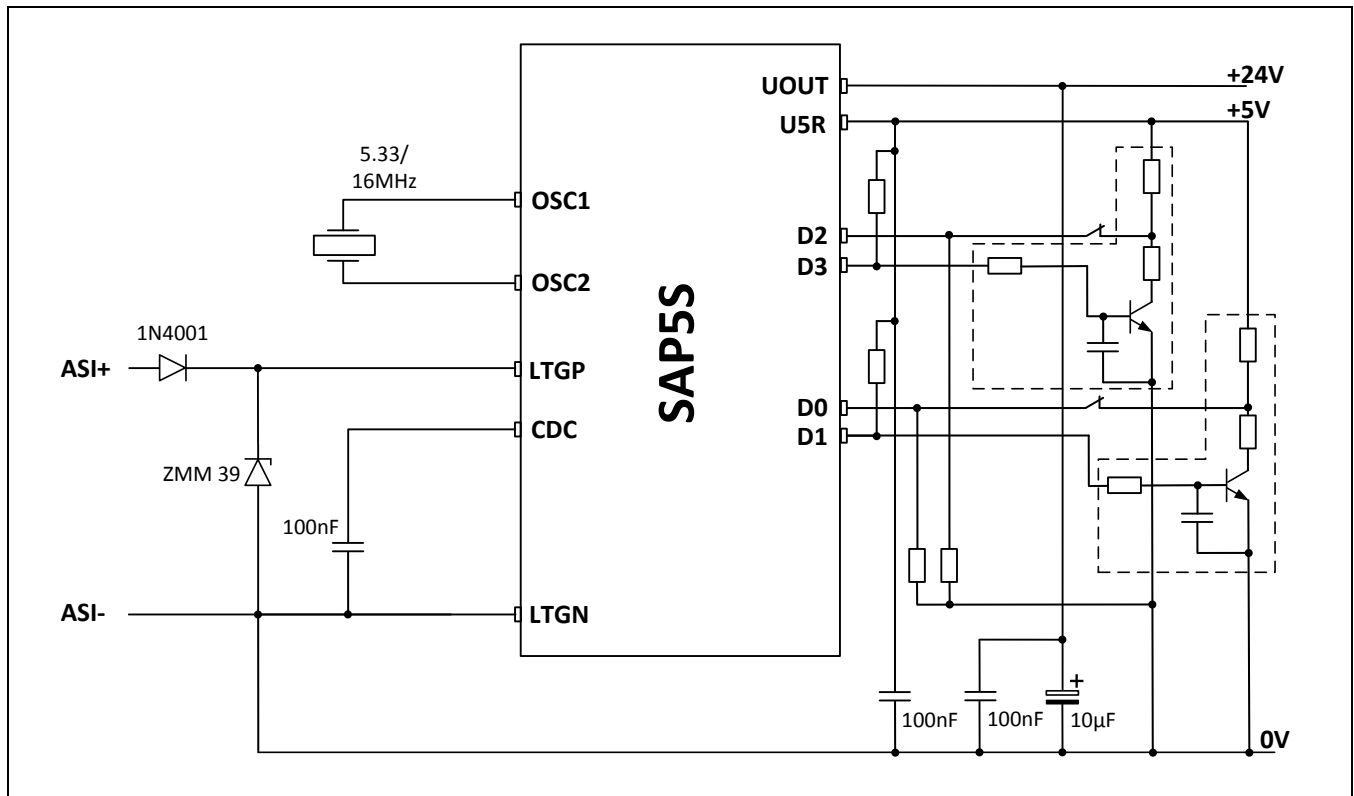 UOUT
+24V
U5R
+5V
5.33/
16MHz
OSC1
D2
D3
OSC2
SAP5S
1N4001
ASI+
LTGP
D0
CDC
D1
ZMM 39
100nF
ASI-
LTGN
+
100nF
100nF
10µF
0V